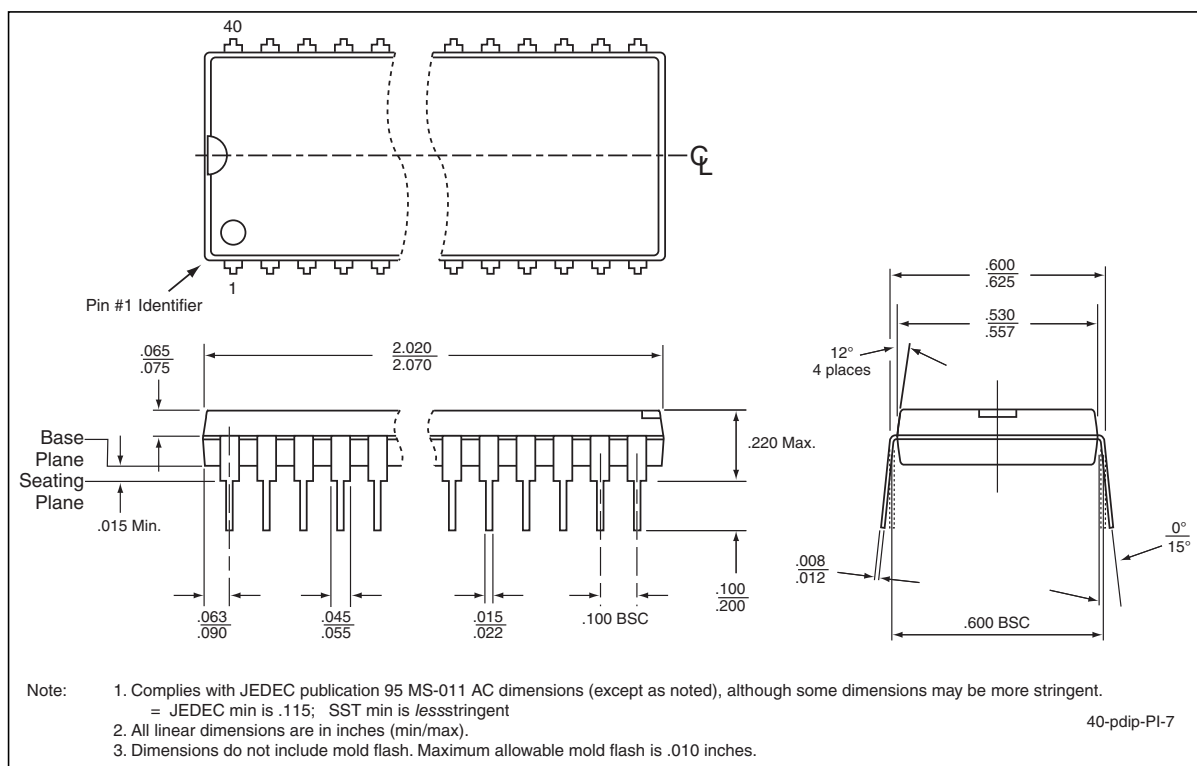 40
CL
1
Pin #1 Identifier
.600
.625
.530
.557
12°
4 places
.065
.075
2.020
2.070
Base
Plane
Seating
Plane
.220 Max.
.015 Min.
0°
15°
.008
.012
.100
.200
.063
.090
.045
.055
.015
.022
.100 BSC
.600 BSC
Note: 1. Complies with JEDEC publication 95 MS-011 AC dimensions (except as noted), although some dimensions may be more stringent.
= JEDEC min is .115; SST min is lessstringent
2. All linear dimensions are in inches (min/max).
3. Dimensions do not include mold flash. Maximum allowable mold flash is .010 inches.
40-pdip-PI-7